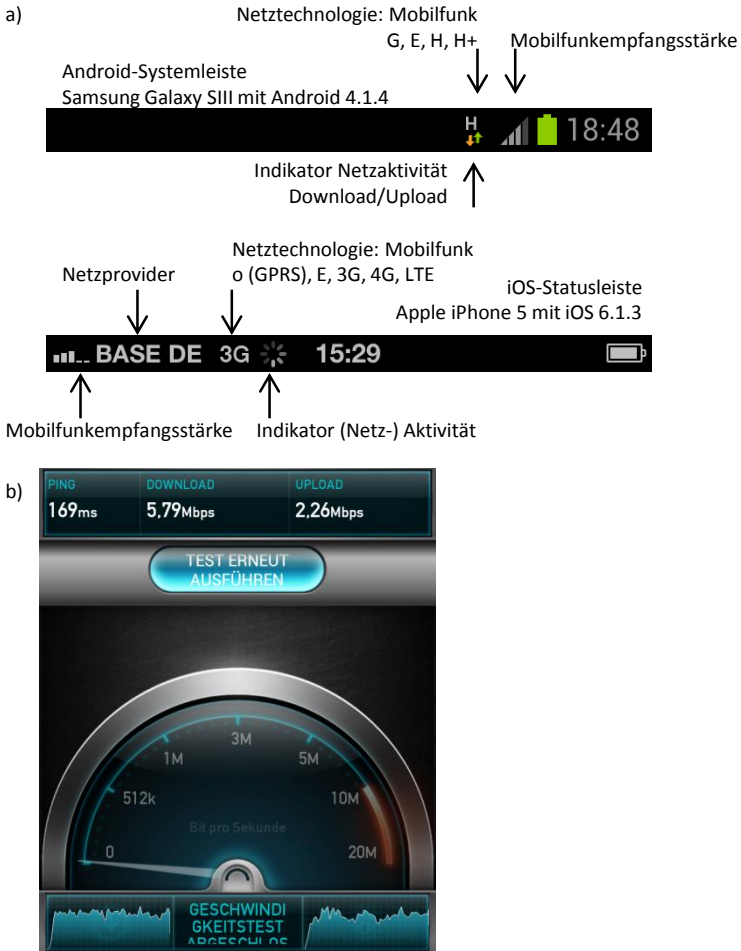 a)
Netztechnologie: Mobilfunk
G, E, H, H+
Mobilfunkempfangsstärke
Android-Systemleiste
Samsung Galaxy SIII mit Android 4.1.4
H
18:48
Indikator Netzaktivität
Download/Upload
Netztechnologie: Mobilfunk
Netzprovider
o (GPRS), E, 3G, 4G, LTE
iOS-Statusleiste
Apple iPhone 5 mit iOS 6.1.3
BASE DE 3G 15:29
Mobilfunkempfangsstärke
Indikator (Netz-) Aktivität
b)
PING DOWNLOAD UPLOAD
169ms 5,79Mbps 2,26Mbps
TEST ERNEUT
AUSFÜHREN
3M
1M 5M
512k 10M
Bit pro Sekunde
0 20M
GESCHWINDI
GKEITSTEST
ABGESCHLOS